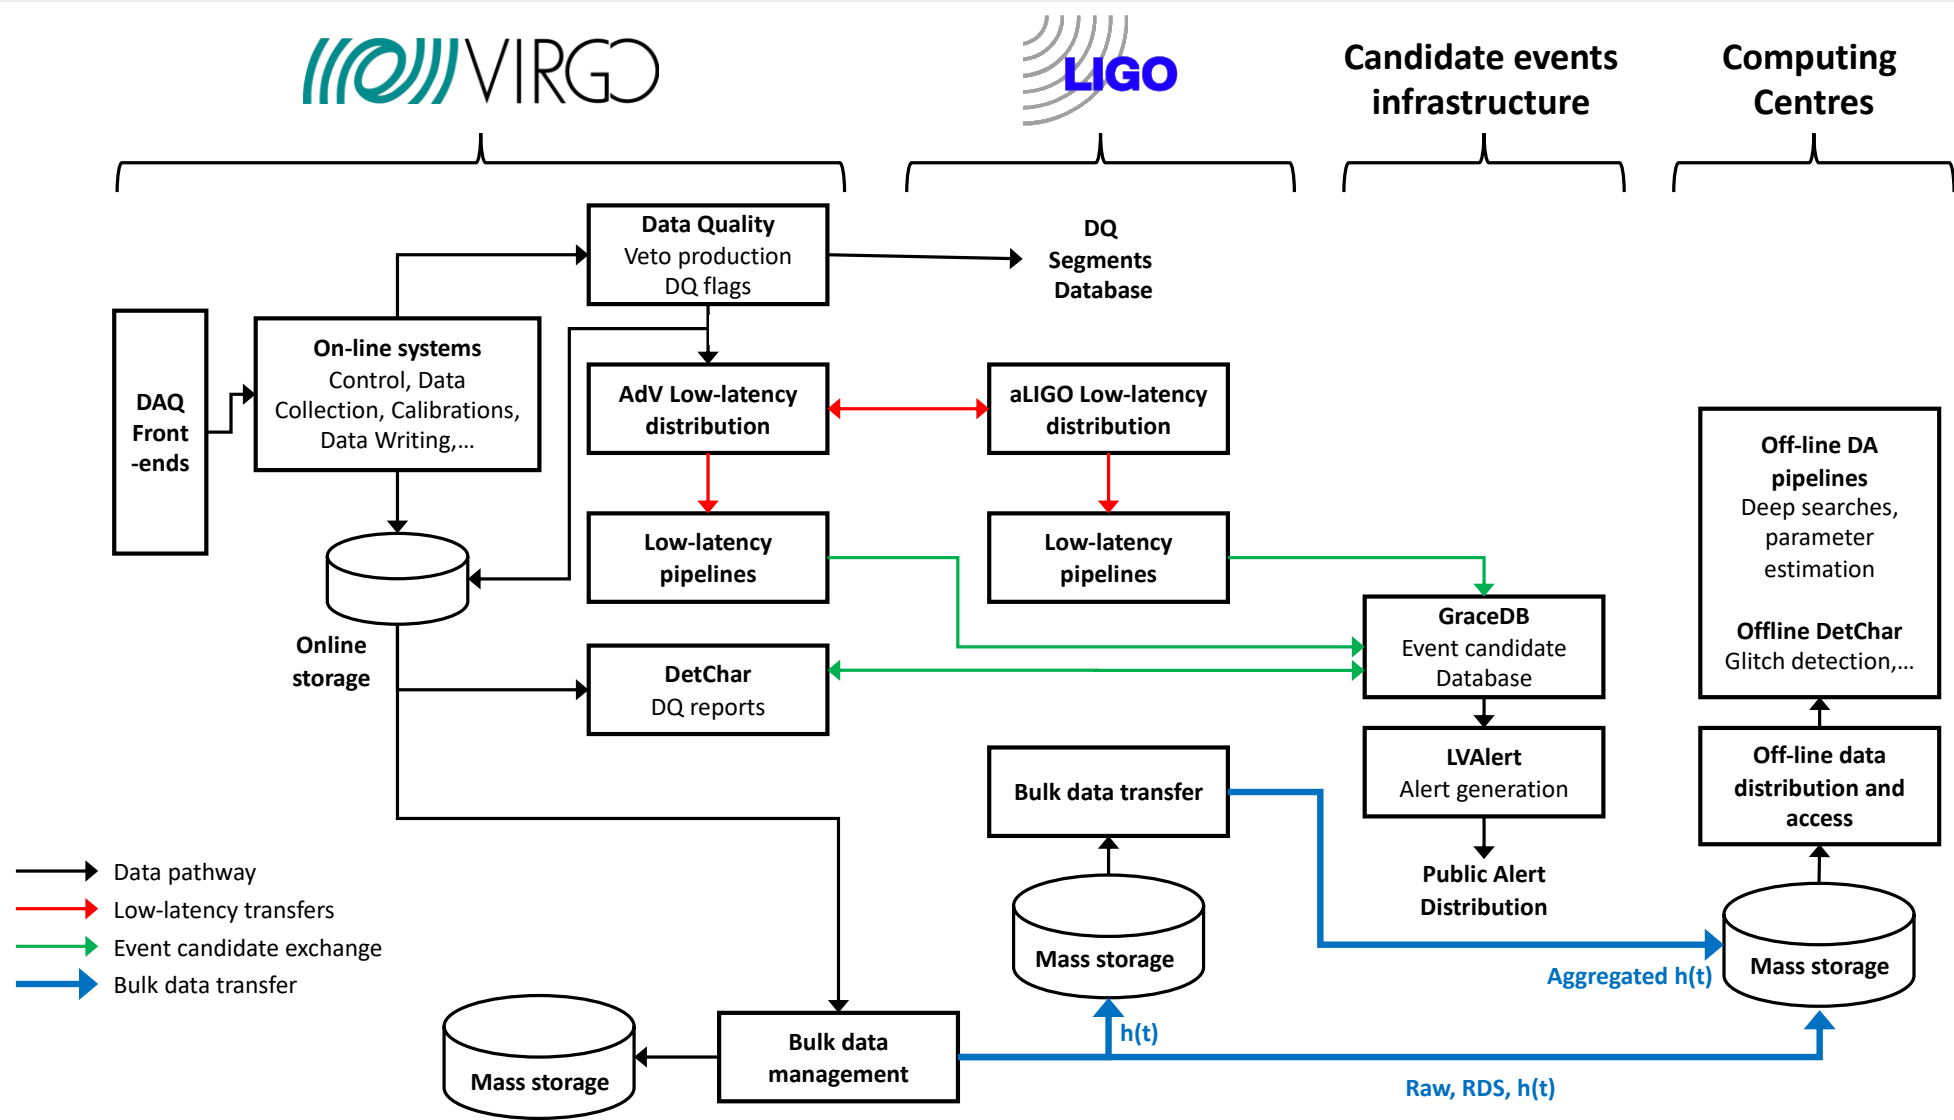 VIRGO
LIGO
Candidate events
infrastructure
Computing
Centres
Data Quality
Veto production
DQ flags
DQ
Segments
Database
DAQ
Front
-ends
On-line systems
Control, Data
Collection, Calibrations,
Data Writing,...
AdV Low-latency
distribution
aLIGO Low-latency
distribution
Off-line DA
pipelines
Deep searches,
parameter
estimation
Offline DetChar
Glitch detection,...
Low-latency
pipelines
Low-latency
pipelines
Online
storage
DetChar
DQ reports
GraceDB
Event candidate
Database
LVAlert
Alert generation
Public Alert
Distribution
Bulk data transfer
Off-line data
distribution and
access
Mass storage
Mass storage
Aggregated h(t)
Data pathway
Low-latency transfers
Event candidate exchange
Bulk data transfer
Mass storage
Bulk data
management
h(t)
Raw, RDS, h(t)